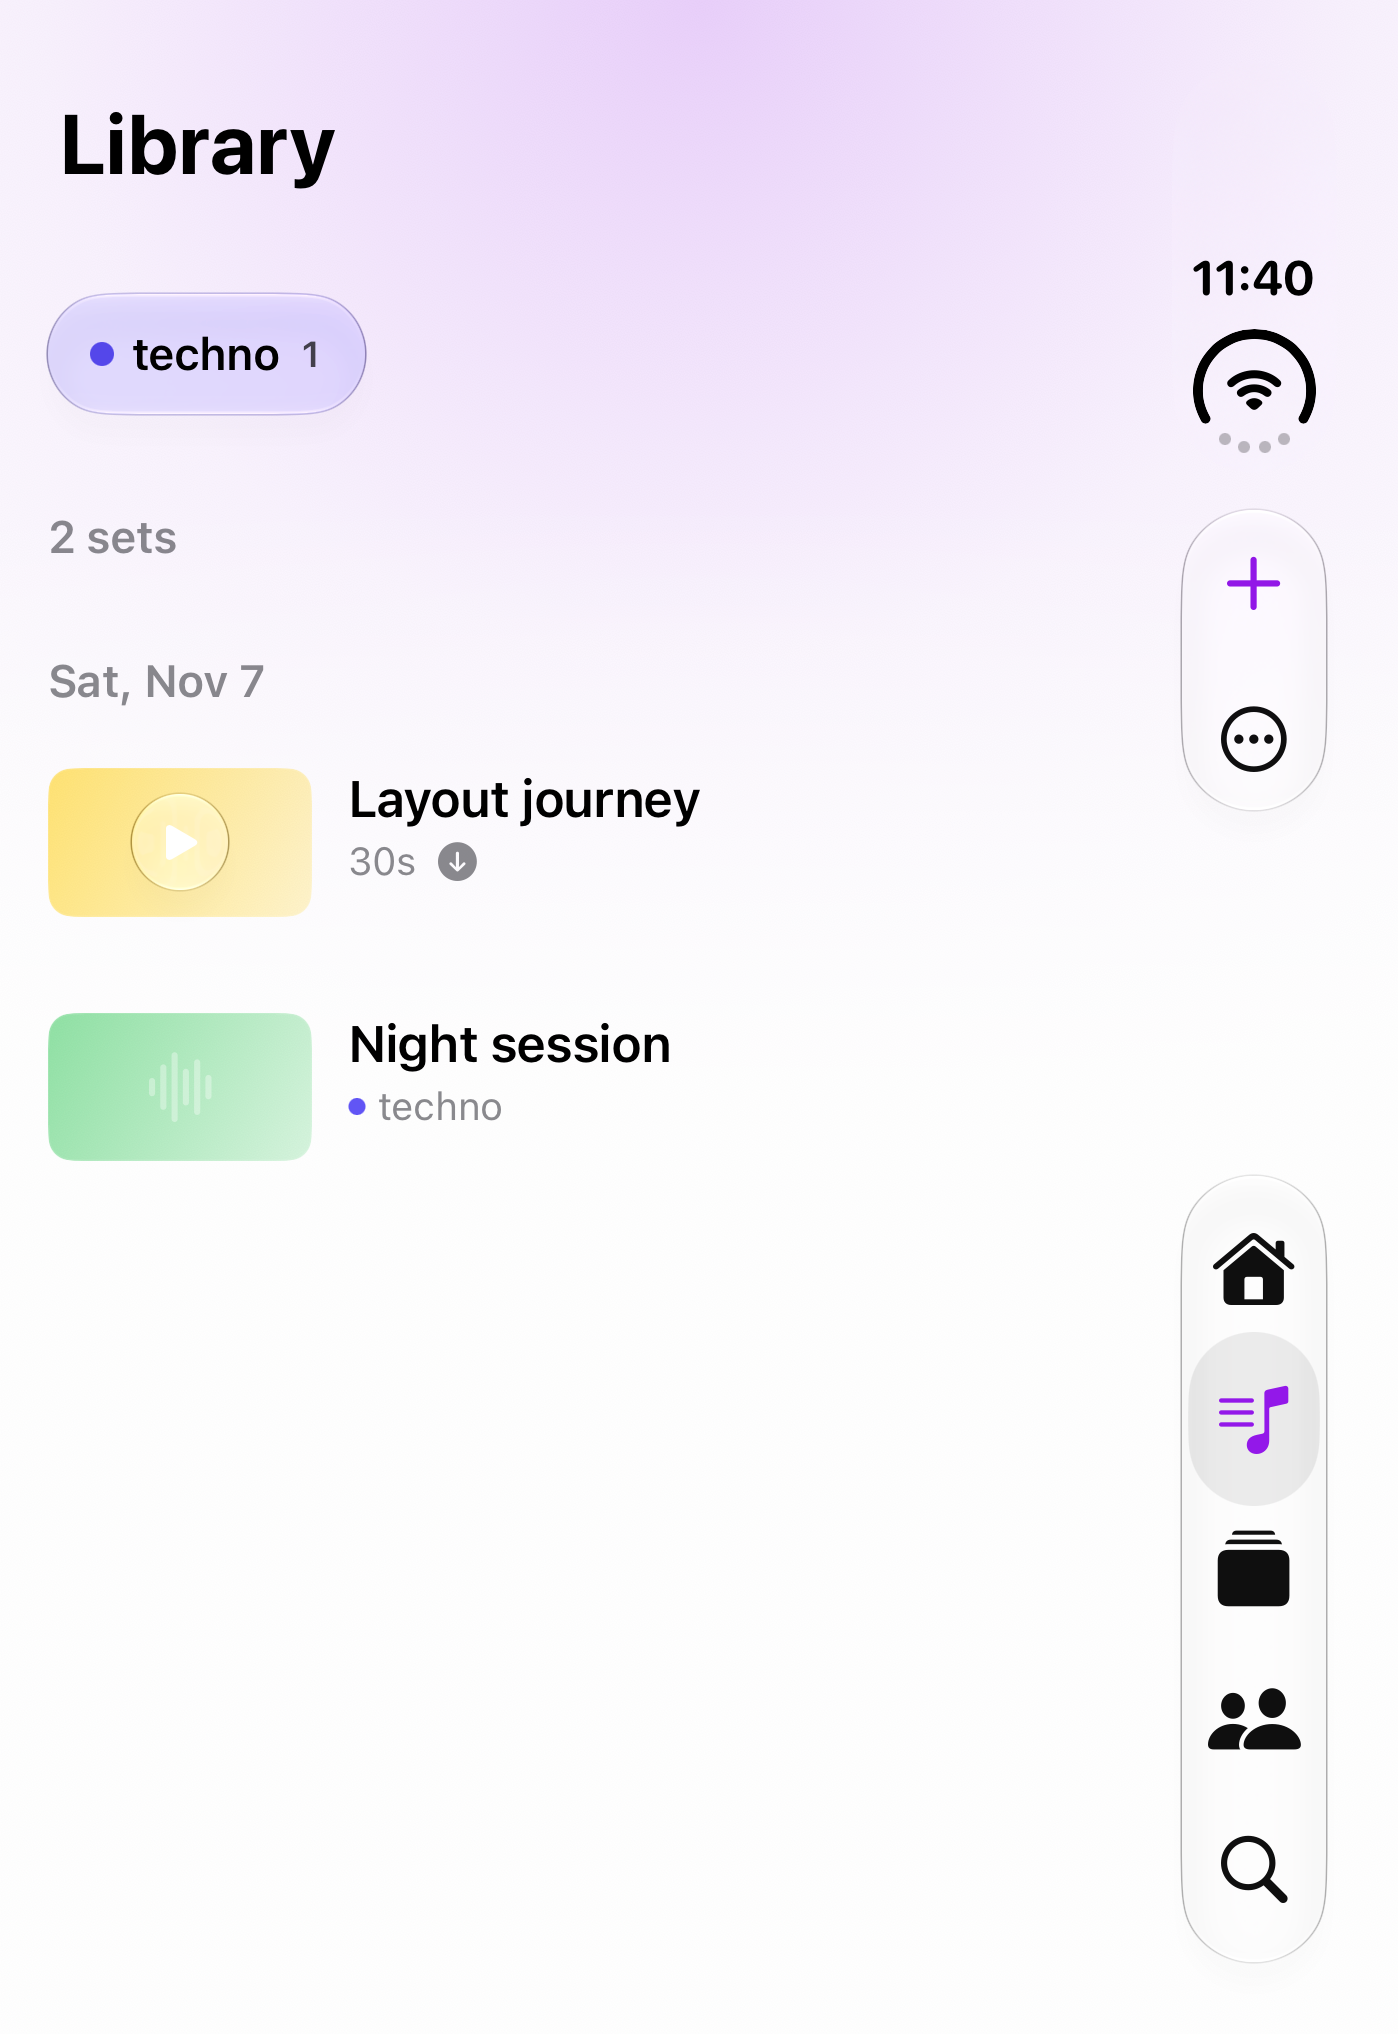 Library
11:40
techno 1
2 sets
Sat, Nov 7
Layout journey
30s
Night session
techno